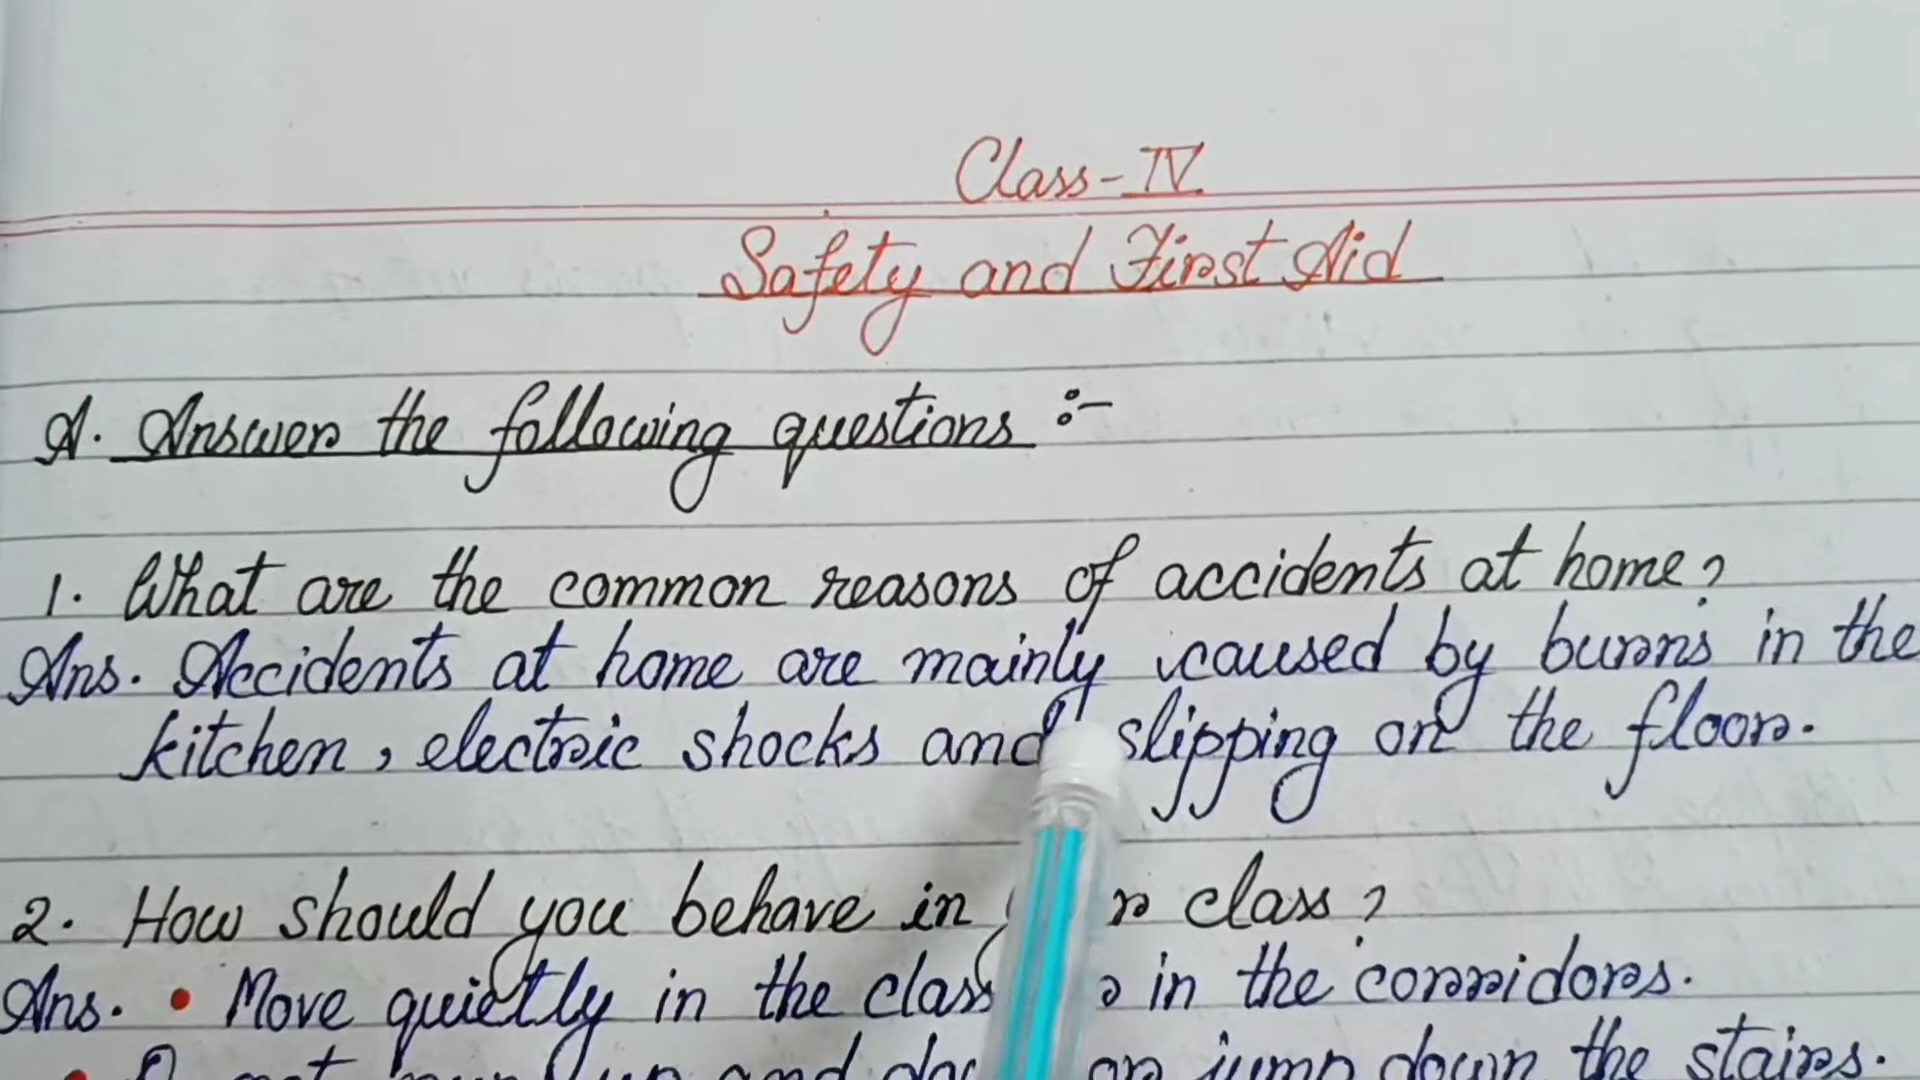 Class-IV
Safety and First Aid
A. Answer the following questions :-
1. What are the common reasons of accidents at home?
Ans. Accidents at home are mainly caused by burns in the
kitchen, electric shocks and slipping on the floor.
2. How should you behave in class?
Ans. • Move quietly in the class in the corridors.
• up and or jump down the stairs.